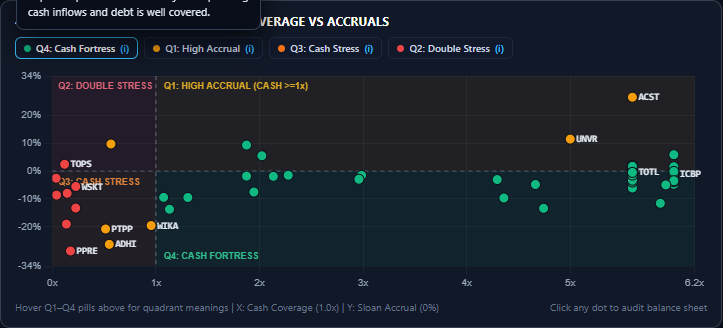 cash inflows and debt is well covered.
VERAGE VS ACCRUALS
Q4: Cash Fortress (i)
Q1: High Accrual (i)
Q3: Cash Stress (i)
Q2: Double Stress (i)
34%
Q2: DOUBLE STRESS
Q1: HIGH ACCRUAL (CASH >=1x)
ACST
20%
UNVR
10%
TOPS
0%
TOTL
ICBP
Q3: CASH STRESS
WSKT
-10%
-20%
PTPP
WIKA
ADHI
PPRE
Q4: CASH FORTRESS
-34%
0x
1x
2x
3x
4x
5x
6.2x
Hover Q1–Q4 pills above for quadrant meanings | X: Cash Coverage (1.0x) | Y: Sloan Accrual (0%)
Click any dot to audit balance sheet